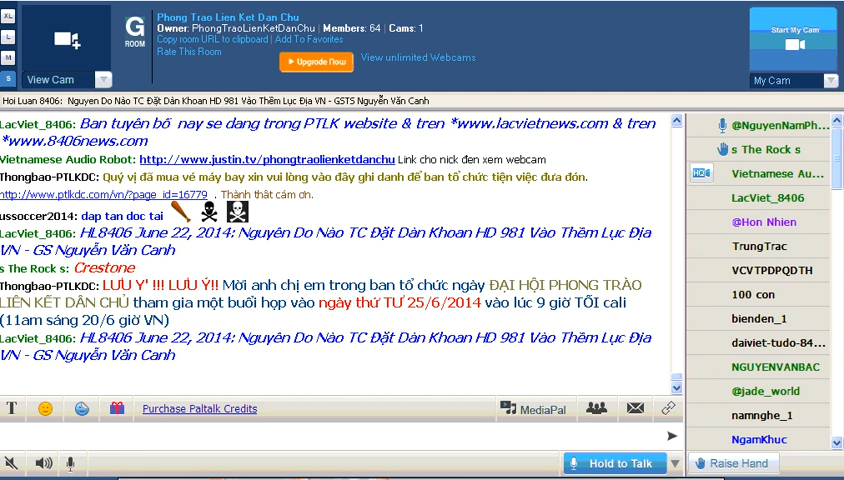 XL
L
M
S
View Cam
G
ROOM
Phong Trao Lien Ket Dan Chu
Owner: PhongTraoLienKetDanChu | Members: 64 | Cams: 1
Copy room URL to clipboard | Add To Favorites
Rate This Room
Upgrade Now
View unlimited Webcams
Start My Cam
My Cam
Hoi Luan 8406: Nguyen Do Nào TC Đặt Dàn Khoan HD 981 Vào Thềm Lục Địa VN - GSTS Nguyễn Văn Canh
LacViet_8406: Ban tuyên bố nay se dang trong PTLK website & tren *www.lacvietnews.com & tren
*www.8406news.com
Vietnamese Audio Robot: http://www.justin.tv/phongtraolienketdanchu Link cho nick đen xem webcam
Thongbao-PTLKDC: Quý vị đã mua vé máy bay xin vui lòng vào đây ghi danh để ban tổ chức tiện việc đưa đón.
http://www.ptlkdc.com/vn/?page_id=16779 . Thành thât cám ơn.
ussoccer2014: dap tan doc tai
LacViet_8406: HL8406 June 22, 2014: Nguyên Do Nào TC Đặt Dàn Khoan HD 981 Vào Thềm Lục Địa
VN - GS Nguyễn Văn Canh
s The Rock s: Crestone
Thongbao-PTLKDC: LƯU Y' !!! LƯU Ý!! Mời anh chị em trong ban tổ chức ngày ĐẠI HỘI PHONG TRÀO
LIÊN KẾT DÂN CHỦ tham gia một buổi họp vào ngày thứ TƯ 25/6/2014 vào lúc 9 giờ TỐI cali
(11am sáng 20/6 giờ VN)
LacViet_8406: HL8406 June 22, 2014: Nguyên Do Nào TC Đặt Dàn Khoan HD 981 Vào Thềm Lục Địa
VN - GS Nguyễn Văn Canh
@NguyenNamPh...
s The Rock s
HQ
Vietnamese Au...
LacViet_8406
@Hon Nhien
TrungTrac
VCVTPDPQDTH
100 con
bienden_1
daiviet-tudo-84...
NGUYENVANBAC
@jade_world
namnghe_1
NgamKhuc
T
Purchase Paltalk Credits
MediaPal
Hold to Talk
Raise Hand